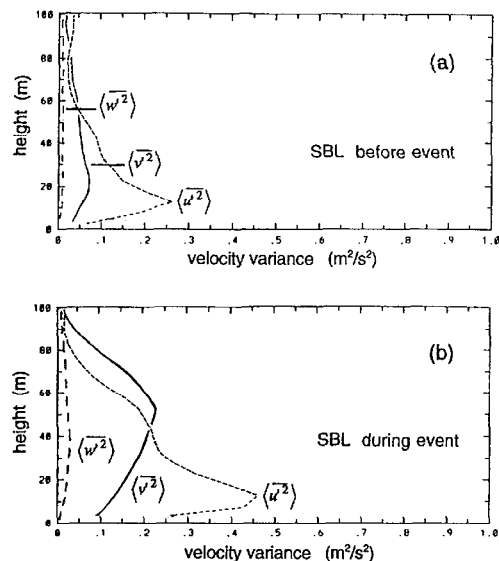 100
80
60
40
20
0
height (m)
(a)
⟨w′²⟩
⟨v′²⟩
⟨u′²⟩
SBL before event
0 .1 .2 .3 .4 .5 .6 .7 .8 .9 1.0
velocity variance (m²/s²)
100
80
60
40
20
0
height (m)
(b)
SBL during event
⟨w′²⟩
⟨v′²⟩
⟨u′²⟩
0 .1 .2 .3 .4 .5 .6 .7 .8 .9 1.0
velocity variance (m²/s²)